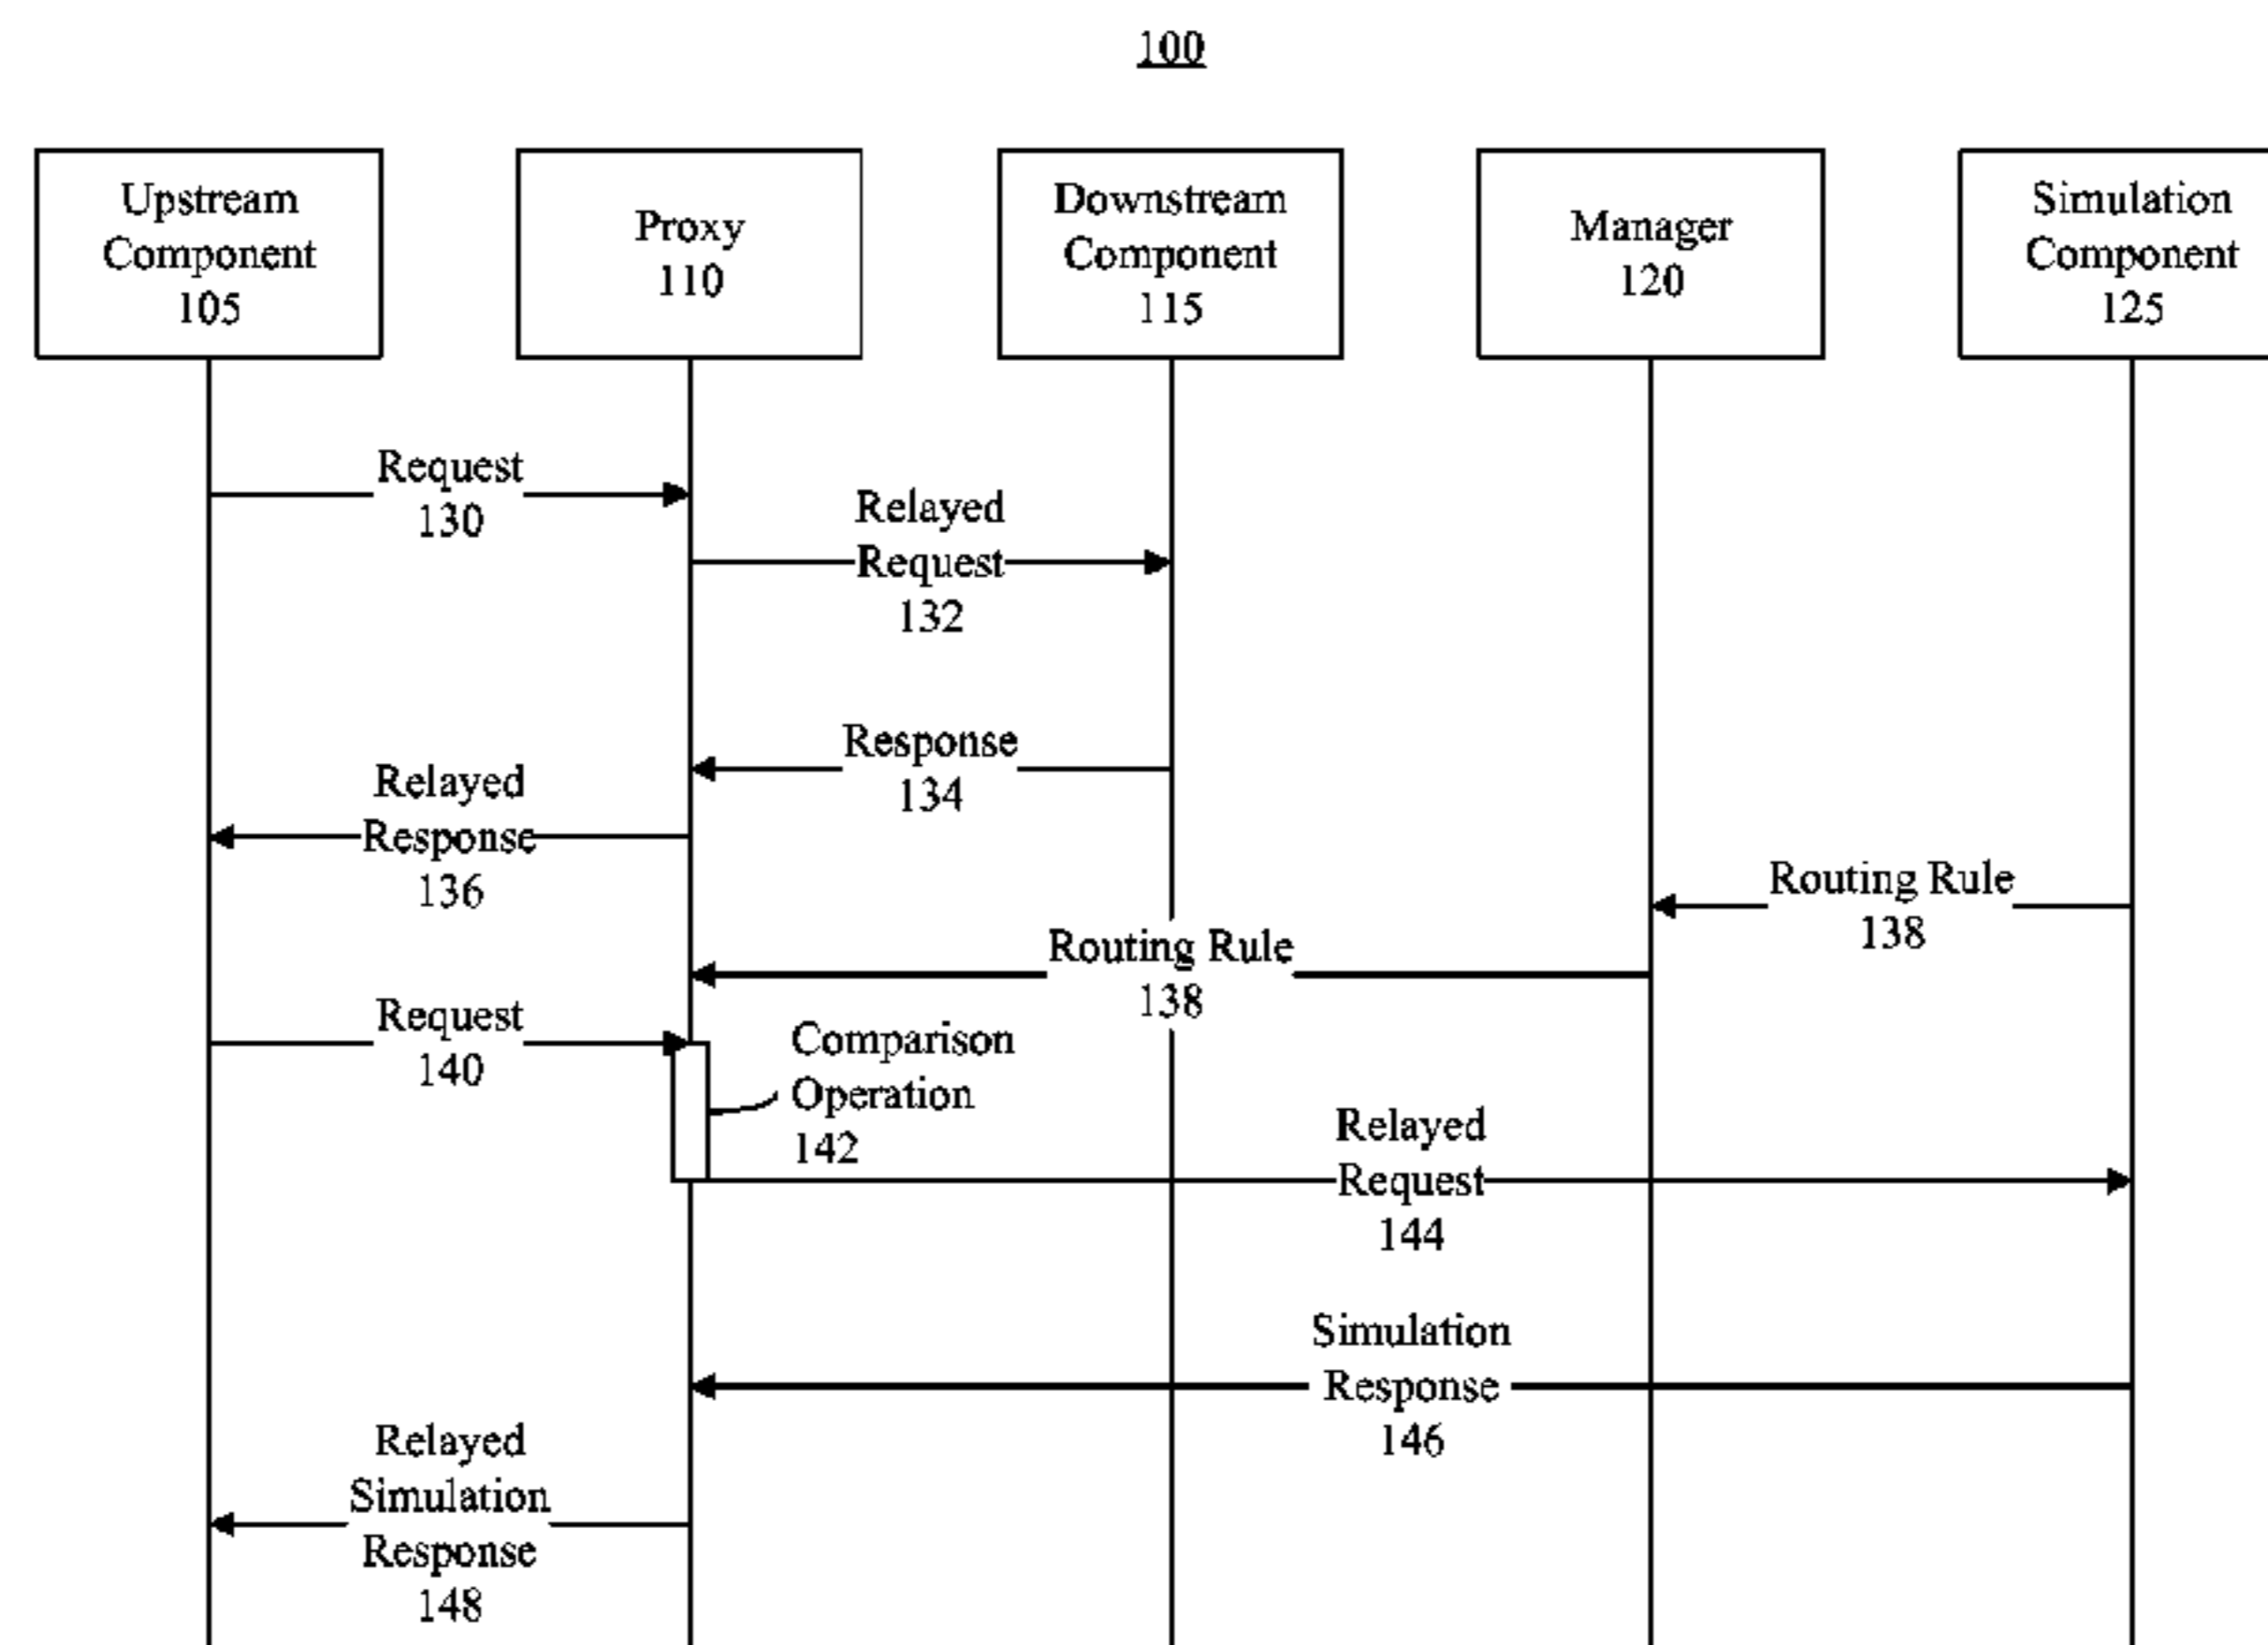 100
Upstream
Component
105
Proxy
110
Downstream
Component
115
Manager
120
Simulation
Component
125
Request
130
Relayed
Request
132
Response
134
Relayed
Response
136
Routing Rule
138
Routing Rule
138
Request
140
Comparison
Operation
142
Relayed
Request
144
Simulation
Response
146
Relayed
Simulation
Response
148